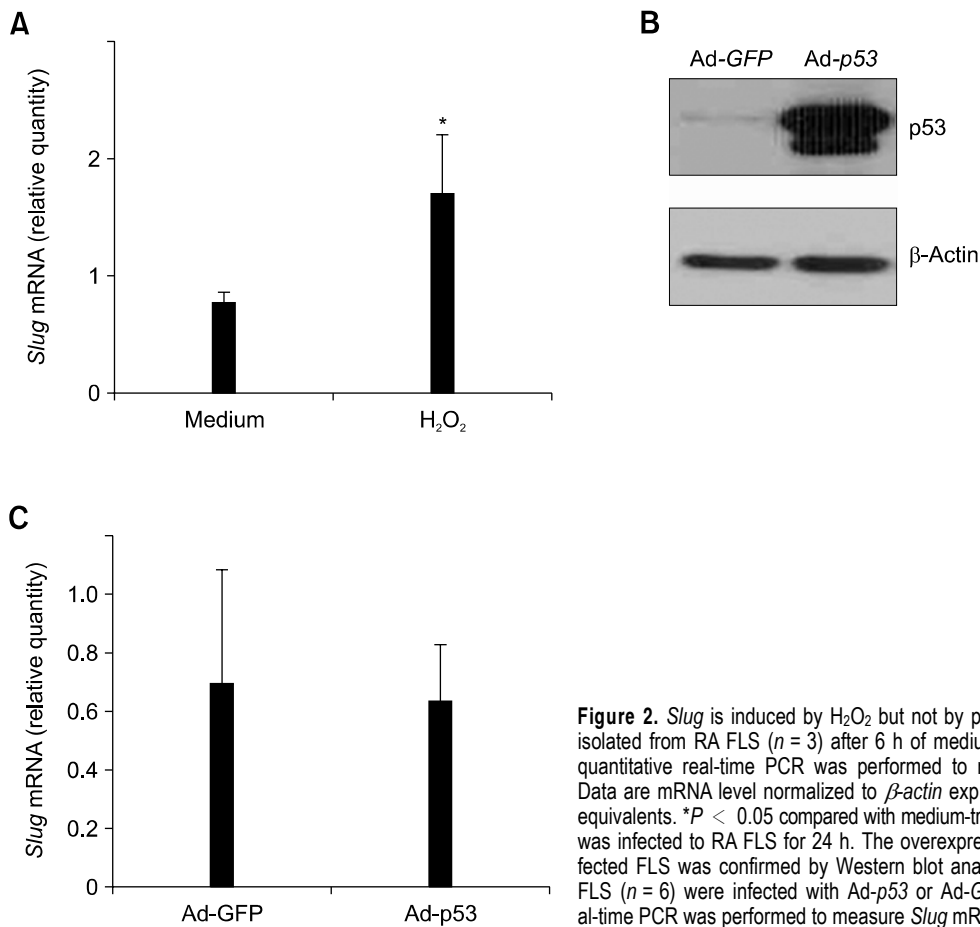 A
Slug mRNA (relative quantity)
2
1
0
Medium
H₂O₂
*
B
Ad-GFP Ad-p53
p53
β-Actin
C
Slug mRNA (relative quantity)
1.0
0.8
0.6
0.4
0.2
0
Ad-GFP
Ad-p53
Figure 2. Slug is induced by H₂O₂ but not by p
isolated from RA FLS (n = 3) after 6 h of mediu
quantitative real-time PCR was performed to
Data are mRNA level normalized to β-actin exp
equivalents. *P < 0.05 compared with medium-tr
was infected to RA FLS for 24 h. The overexpre
fected FLS was confirmed by Western blot ana
FLS (n = 6) were infected with Ad-p53 or Ad-G
al-time PCR was performed to measure Slug mR